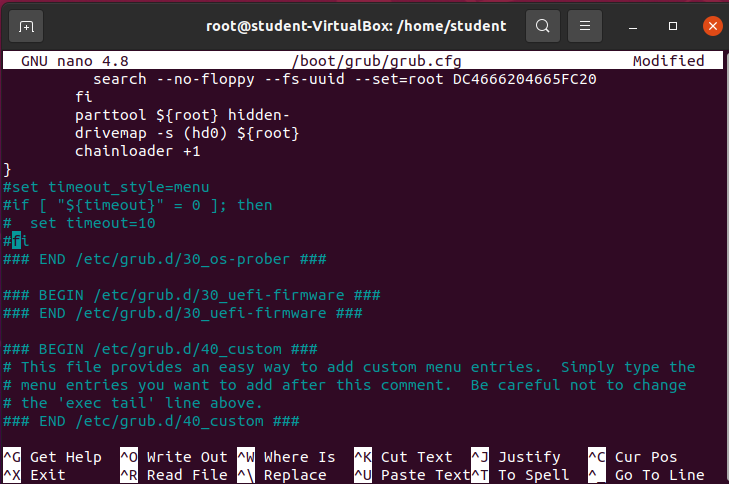 root@student-VirtualBox: /home/student
GNU nano 4.8 /boot/grub/grub.cfg Modified
search --no-floppy --fs-uuid --set=root DC4666204665FC20
fi
parttool ${root} hidden-
drivemap -s (hd0) ${root}
chainloader +1
}
#set timeout_style=menu
#if [ "${timeout}" = 0 ]; then
#  set timeout=10
#fi
### END /etc/grub.d/30_os-prober ###
### BEGIN /etc/grub.d/30_uefi-firmware ###
### END /etc/grub.d/30_uefi-firmware ###
### BEGIN /etc/grub.d/40_custom ###
# This file provides an easy way to add custom menu entries.  Simply type the
# menu entries you want to add after this comment.  Be careful not to change
# the 'exec tail' line above.
### END /etc/grub.d/40_custom ###
^G Get Help ^O Write Out ^W Where Is ^K Cut Text ^J Justify ^C Cur Pos
^X Exit ^R Read File ^\ Replace ^U Paste Text ^T To Spell ^_ Go To Line